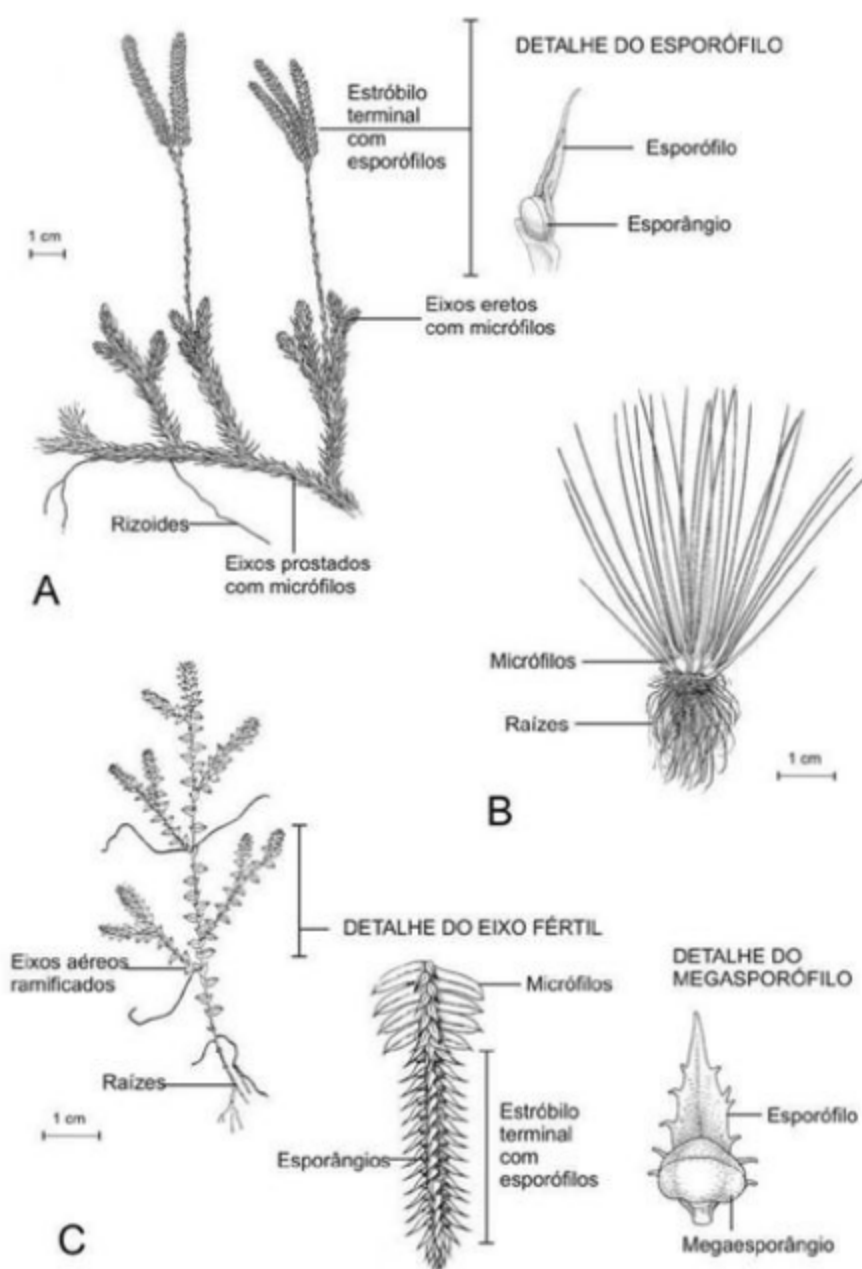 DETALHE DO ESPORÓFILO
Estróbilo
terminal
com
esporófilos
Esporófilo
Esporângio
1 cm
Eixos eretos
com micrófilos
Rizoides
Eixos prostados
com micrófilos
A
Micrófilos
Raízes
1 cm
B
DETALHE DO EIXO FÉRTIL
Eixos aéreos
ramificados
Raízes
1 cm
Micrófilos
Estróbilo
terminal
com
esporófilos
Esporângios
DETALHE DO
MEGASPORÓFILO
Esporófilo
Megaesporângio
C